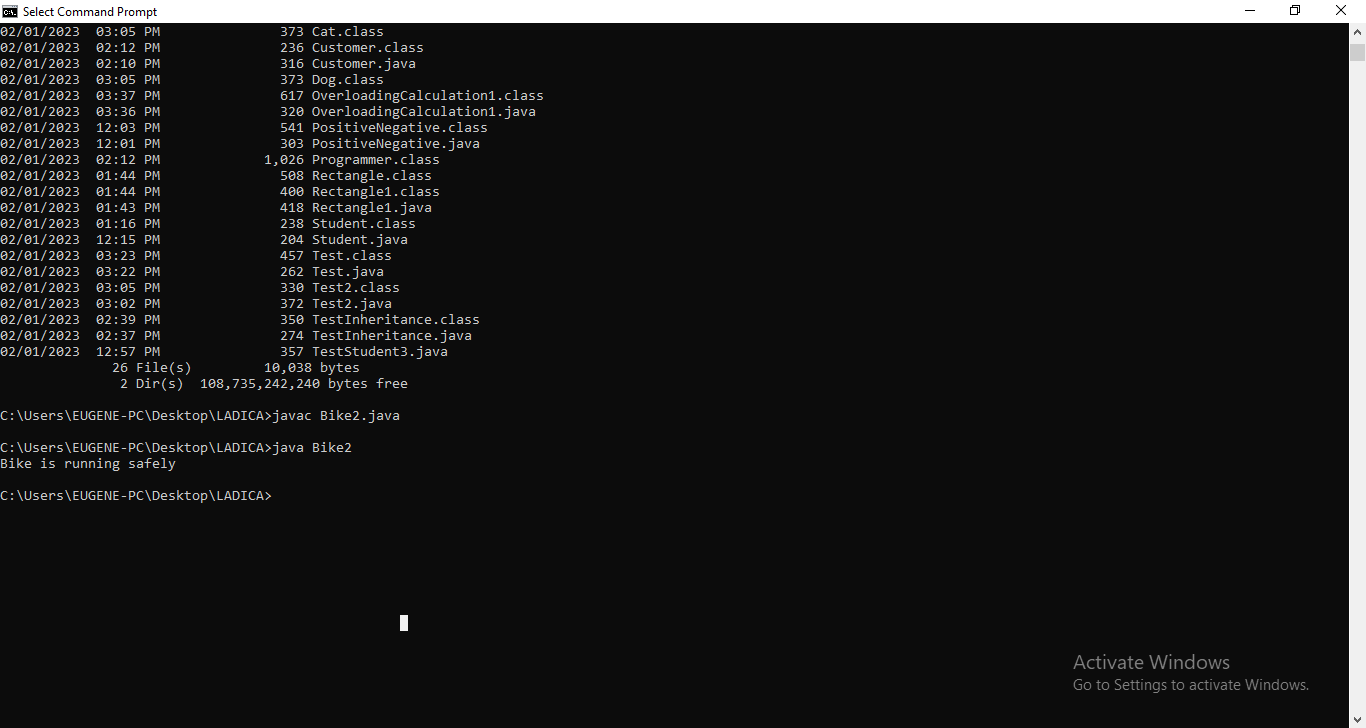 Select Command Prompt
02/01/2023  03:05 PM               373 Cat.class
02/01/2023  02:12 PM               236 Customer.class
02/01/2023  02:10 PM               316 Customer.java
02/01/2023  03:05 PM               373 Dog.class
02/01/2023  03:37 PM               617 OverloadingCalculation1.class
02/01/2023  03:36 PM               320 OverloadingCalculation1.java
02/01/2023  12:03 PM               541 PositiveNegative.class
02/01/2023  12:01 PM               303 PositiveNegative.java
02/01/2023  02:12 PM             1,026 Programmer.class
02/01/2023  01:44 PM               508 Rectangle.class
02/01/2023  01:44 PM               400 Rectangle1.class
02/01/2023  01:43 PM               418 Rectangle1.java
02/01/2023  01:16 PM               238 Student.class
02/01/2023  12:15 PM               204 Student.java
02/01/2023  03:23 PM               457 Test.class
02/01/2023  03:22 PM               262 Test.java
02/01/2023  03:05 PM               330 Test2.class
02/01/2023  03:02 PM               372 Test2.java
02/01/2023  02:39 PM               350 TestInheritance.class
02/01/2023  02:37 PM               274 TestInheritance.java
02/01/2023  12:57 PM               357 TestStudent3.java
26 File(s)         10,038 bytes
2 Dir(s)  108,735,242,240 bytes free
C:\Users\EUGENE-PC\Desktop\LADICA>javac Bike2.java
C:\Users\EUGENE-PC\Desktop\LADICA>java Bike2
Bike is running safely
C:\Users\EUGENE-PC\Desktop\LADICA>
Activate Windows
Go to Settings to activate Windows.